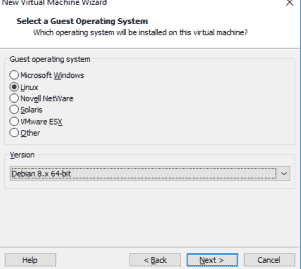 New Virtual Machine Wizard
Select a Guest Operating System
Which operating system will be installed on this virtual machine?
Guest operating system
Microsoft Windows
Linux
Novell NetWare
Solaris
VMware ESX
Other
Version
Debian 8.x 64-bit
Help
< Back
Next >
Cancel